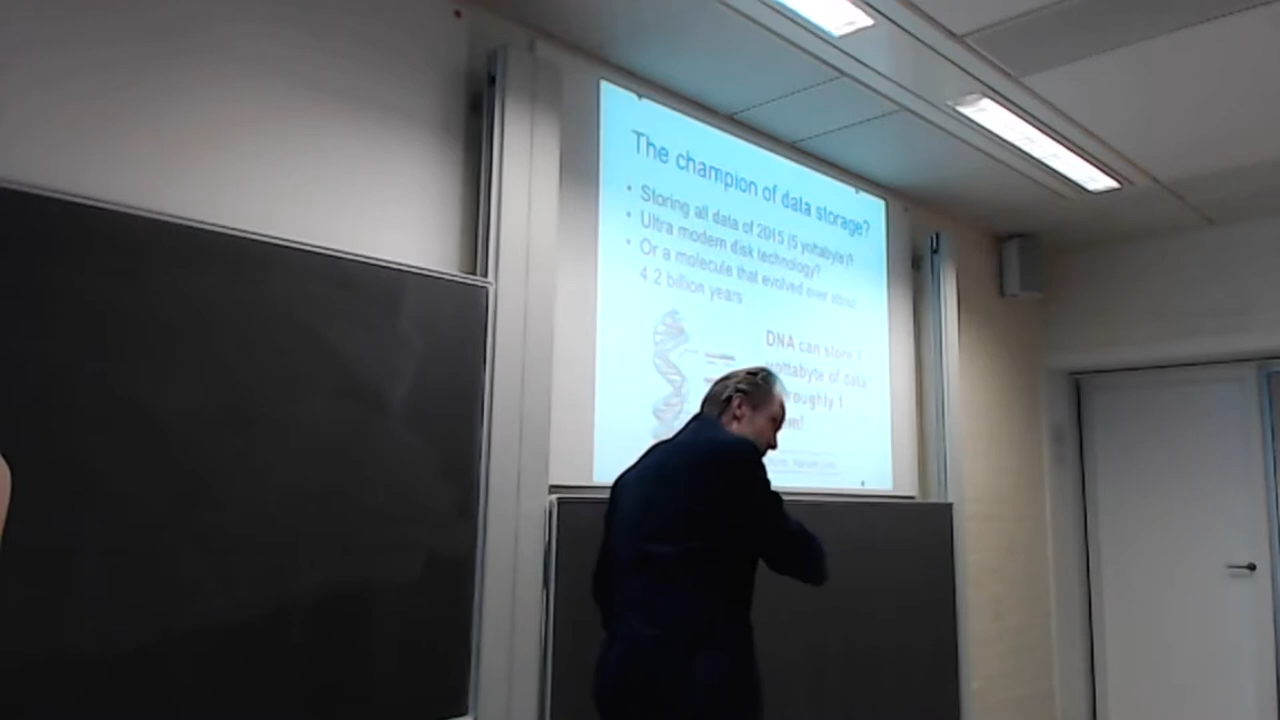 The champion of data storage?
• Storing all data of 2015 (5 yottabyte)?
• Ultra modern disk technology?
• Or a molecule that evolved over about
4.2 billion years
DNA can store 1
yottabyte of data
roughly 1
4